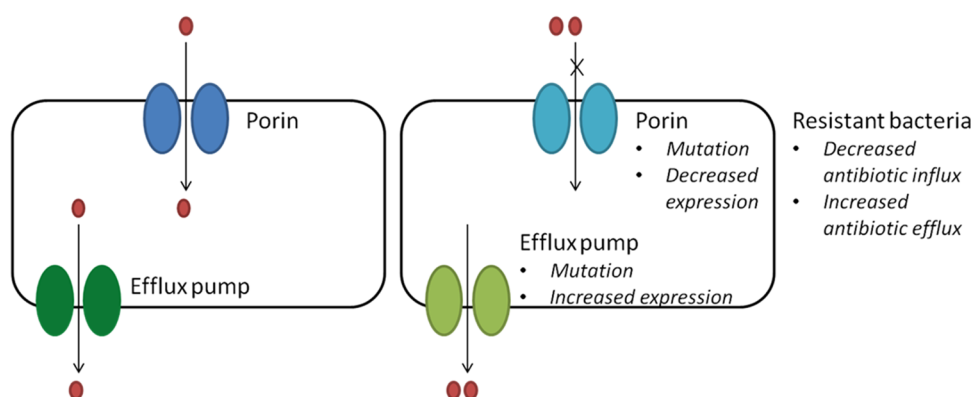 Porin
Efflux pump
Porin
• Mutation
• Decreased
expression
Efflux pump
• Mutation
• Increased expression
Resistant bacteria
• Decreased
antibiotic influx
• Increased
antibiotic efflux